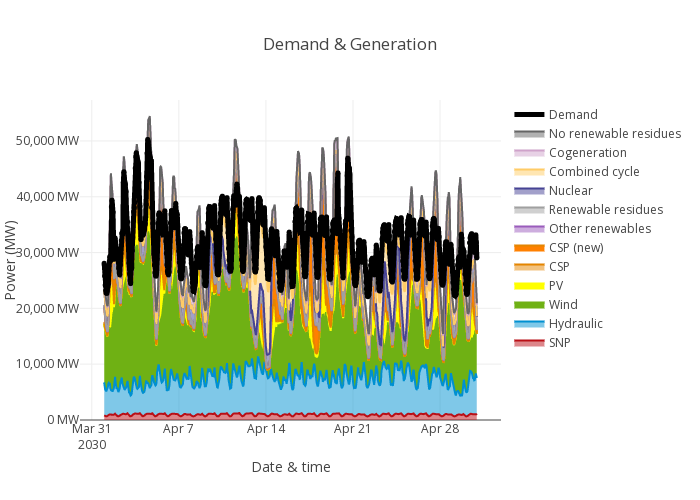 Demand & Generation
50,000 MW
40,000 MW
30,000 MW
20,000 MW
10,000 MW
0 MW
Power (MW)
Mar 31
2030
Apr 7
Apr 14
Apr 21
Apr 28
Date & time
Demand
No renewable residues
Cogeneration
Combined cycle
Nuclear
Renewable residues
Other renewables
CSP (new)
CSP
PV
Wind
Hydraulic
SNP